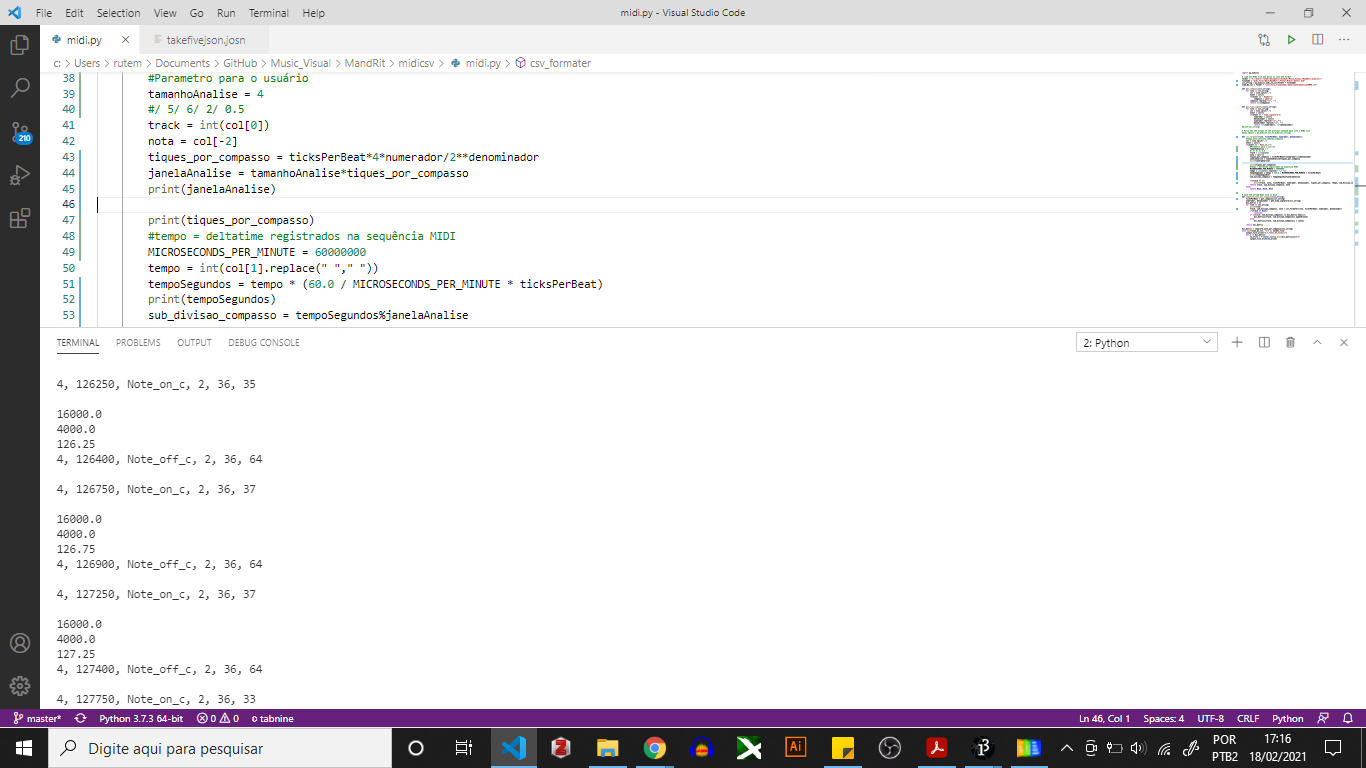 File Edit Selection View Go Run Terminal Help
midi.py - Visual Studio Code
midi.py
takefivejson.josn
c: > Users > rutem > Documents > GitHub > Music_Visual > MandRit > midicsv > midi.py > csv_formater
38 #Parametro para o usuário
39 tamanhoAnalise = 4
40 #/ 5/ 6/ 2/ 0.5
41 track = int(col[0])
42 nota = col[-2]
43 tiques_por_compasso = ticksPerBeat*4*numerador/2**denominador
44 janelaAnalise = tamanhoAnalise*tiques_por_compasso
45 print(janelaAnalise)
46
47 print(tiques_por_compasso)
48 #tempo = deltatime registrados na sequência MIDI
49 MICROSECONDS_PER_MINUTE = 60000000
50 tempo = int(col[1].replace(" "," "))
51 tempoSegundos = tempo * (60.0 / MICROSECONDS_PER_MINUTE * ticksPerBeat)
52 print(tempoSegundos)
53 sub_divisao_compasso = tempoSegundos%janelaAnalise
TERMINAL PROBLEMS OUTPUT DEBUG CONSOLE
2: Python
4, 126250, Note_on_c, 2, 36, 35
16000.0
4000.0
126.25
4, 126400, Note_off_c, 2, 36, 64
4, 126750, Note_on_c, 2, 36, 37
16000.0
4000.0
126.75
4, 126900, Note_off_c, 2, 36, 64
4, 127250, Note_on_c, 2, 36, 37
16000.0
4000.0
127.25
4, 127400, Note_off_c, 2, 36, 64
4, 127750, Note_on_c, 2, 36, 33
210
master* Python 3.7.3 64-bit 0 0 tabnine
Ln 46, Col 1 Spaces: 4 UTF-8 CRLF Python
Digite aqui para pesquisar
Ai
POR
PTB2
17:16
18/02/2021